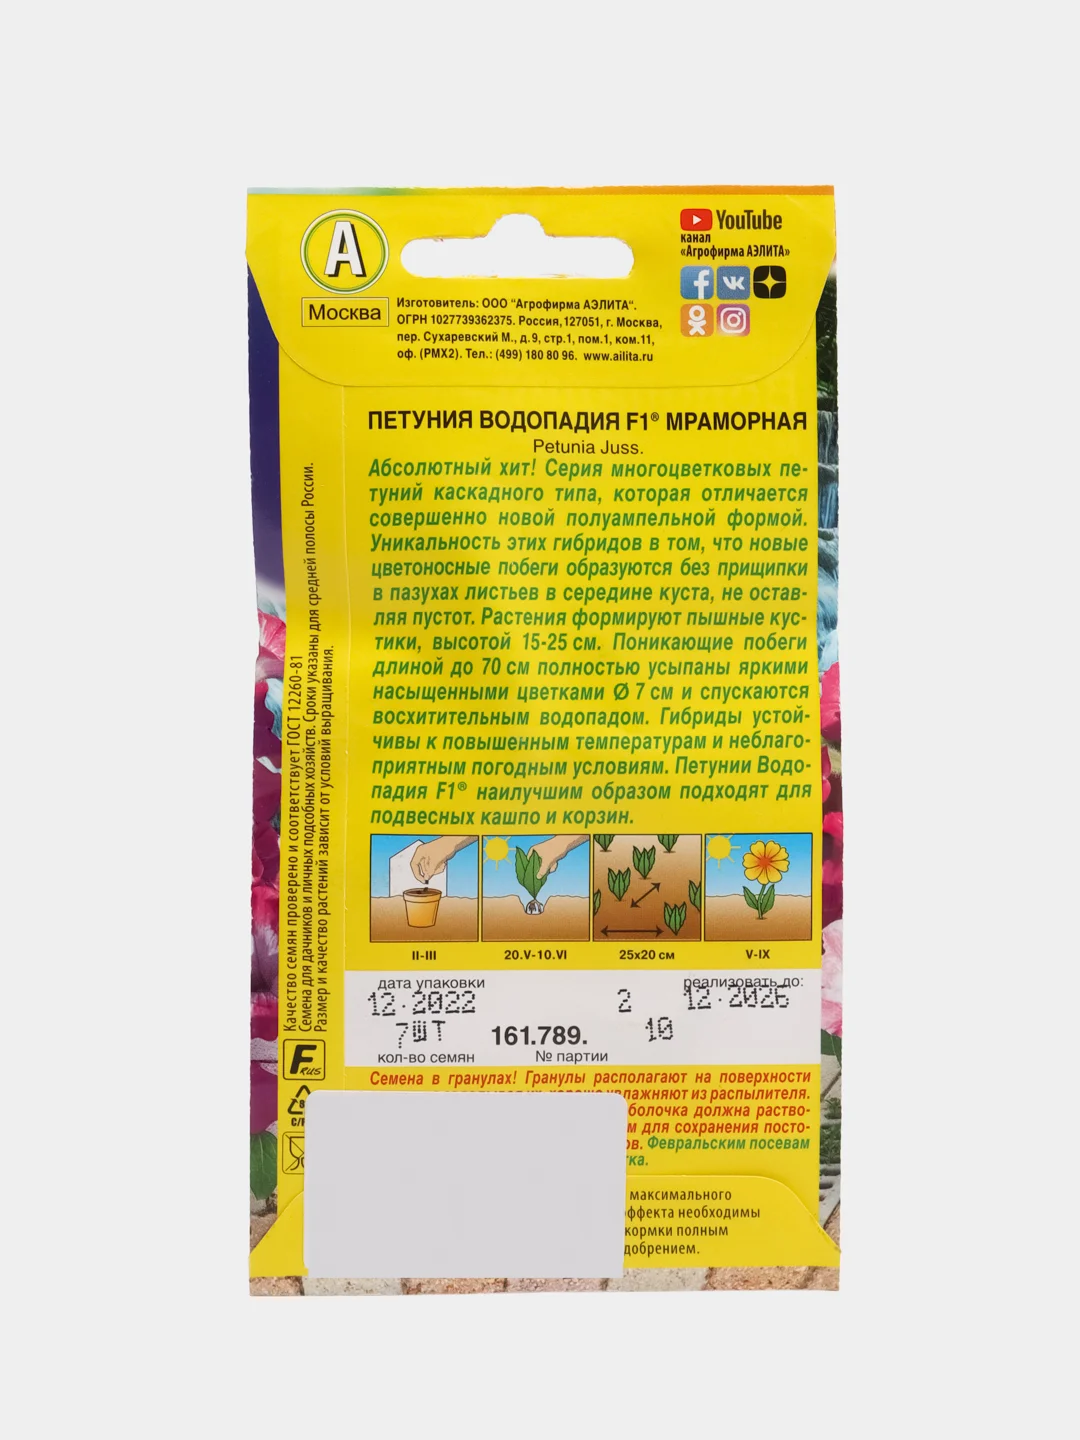 А
Москва
YouTube
канал
«Агрофирма АЭЛИТА»
Изготовитель: ООО "Агрофирма АЭЛИТА".
ОГРН 1027739362375. Россия,127051, г. Москва,
пер. Сухаревский М., д.9, стр.1, пом.1, ком.11,
оф. (РМХ2). Тел.: (499) 180 80 96. www.ailita.ru
ПЕТУНИЯ ВОДОПАДИЯ F1® МРАМОРНАЯ
Petunia Juss.
Абсолютный хит! Серия многоцветковых пе-
туний каскадного типа, которая отличается
совершенно новой полуампельной формой.
Уникальность этих гибридов в том, что новые
цветоносные побеги образуются без прищипки
в пазухах листьев в середине куста, не остав-
ляя пустот. Растения формируют пышные кус-
тики, высотой 15-25 см. Поникающие побеги
длиной до 70 см полностью усыпаны яркими
насыщенными цветками Ø 7 см и спускаются
восхитительным водопадом. Гибриды устой-
чивы к повышенным температурам и неблаго-
приятным погодным условиям. Петунии Водо-
падия F1® наилучшим образом подходят для
подвесных кашпо и корзин.
II-III
20.V-10.VI
25х20 см
V-IX
дата упаковки
реализовать до:
12·2022
2
12·2026
7ШТ
161.789.
10
кол-во семян
№ партии
Семена в гранулах! Гранулы располагают на поверхности
увлажняют из распылителя.
болочка должна раство-
м для сохранения посто-
ов. Февральским посевам
тка.
максимального
ффекта необходимы
кормки полным
добрением.
Качество семян проверено и соответствует ГОСТ 12260-81
Семена для дачников и личных подсобных хозяйств. Сроки указаны для средней полосы России.
Размер и качество растений зависит от условий выращивания.
F RUS